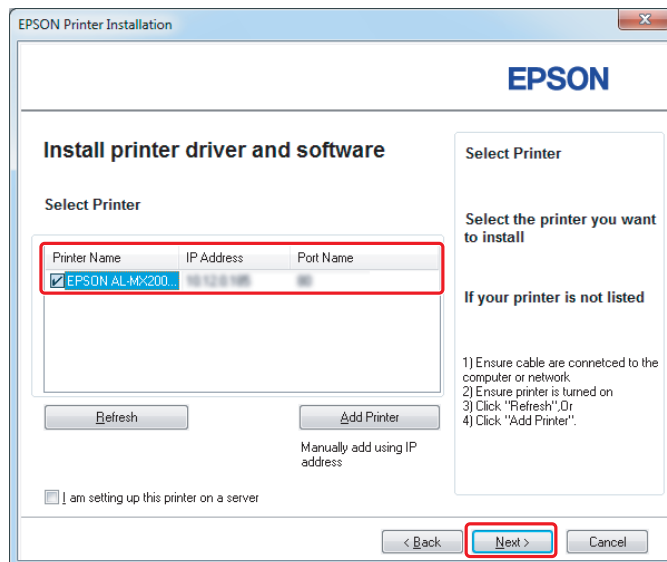 EPSON Printer Installation
EPSON
Install printer driver and software
Select Printer
Printer Name IP Address Port Name
EPSON AL-MX200...
Refresh
Add Printer
Manually add using IP
address
I am setting up this printer on a server
Select Printer
Select the printer you want
to install
If your printer is not listed
1) Ensure cable are connetced to the
computer or network
2) Ensure printer is turned on
3) Click "Refresh",Or
4) Click "Add Printer".
< Back
Next >
Cancel